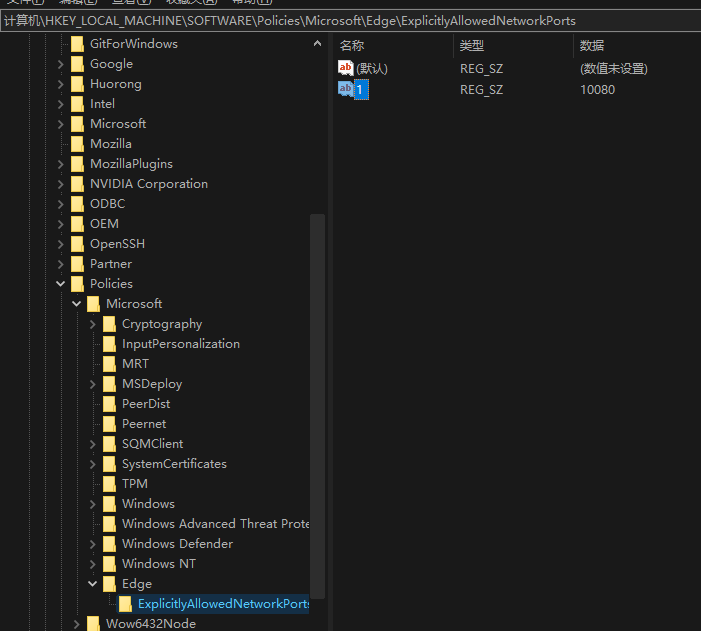 计算机\HKEY_LOCAL_MACHINE\SOFTWARE\Policies\Microsoft\Edge\ExplicitlyAllowedNetworkPorts
GitForWindows
Google
Huorong
Intel
Microsoft
Mozilla
MozillaPlugins
NVIDIA Corporation
ODBC
OEM
OpenSSH
Partner
Policies
Microsoft
Cryptography
InputPersonalization
MRT
MSDeploy
PeerDist
Peernet
SQMClient
SystemCertificates
TPM
Windows
Windows Advanced Threat Prote
Windows Defender
Windows NT
Edge
ExplicitlyAllowedNetworkPorts
Wow6432Node
名称 类型 数据
ab (默认) REG_SZ (数值未设置)
ab 1 REG_SZ 10080